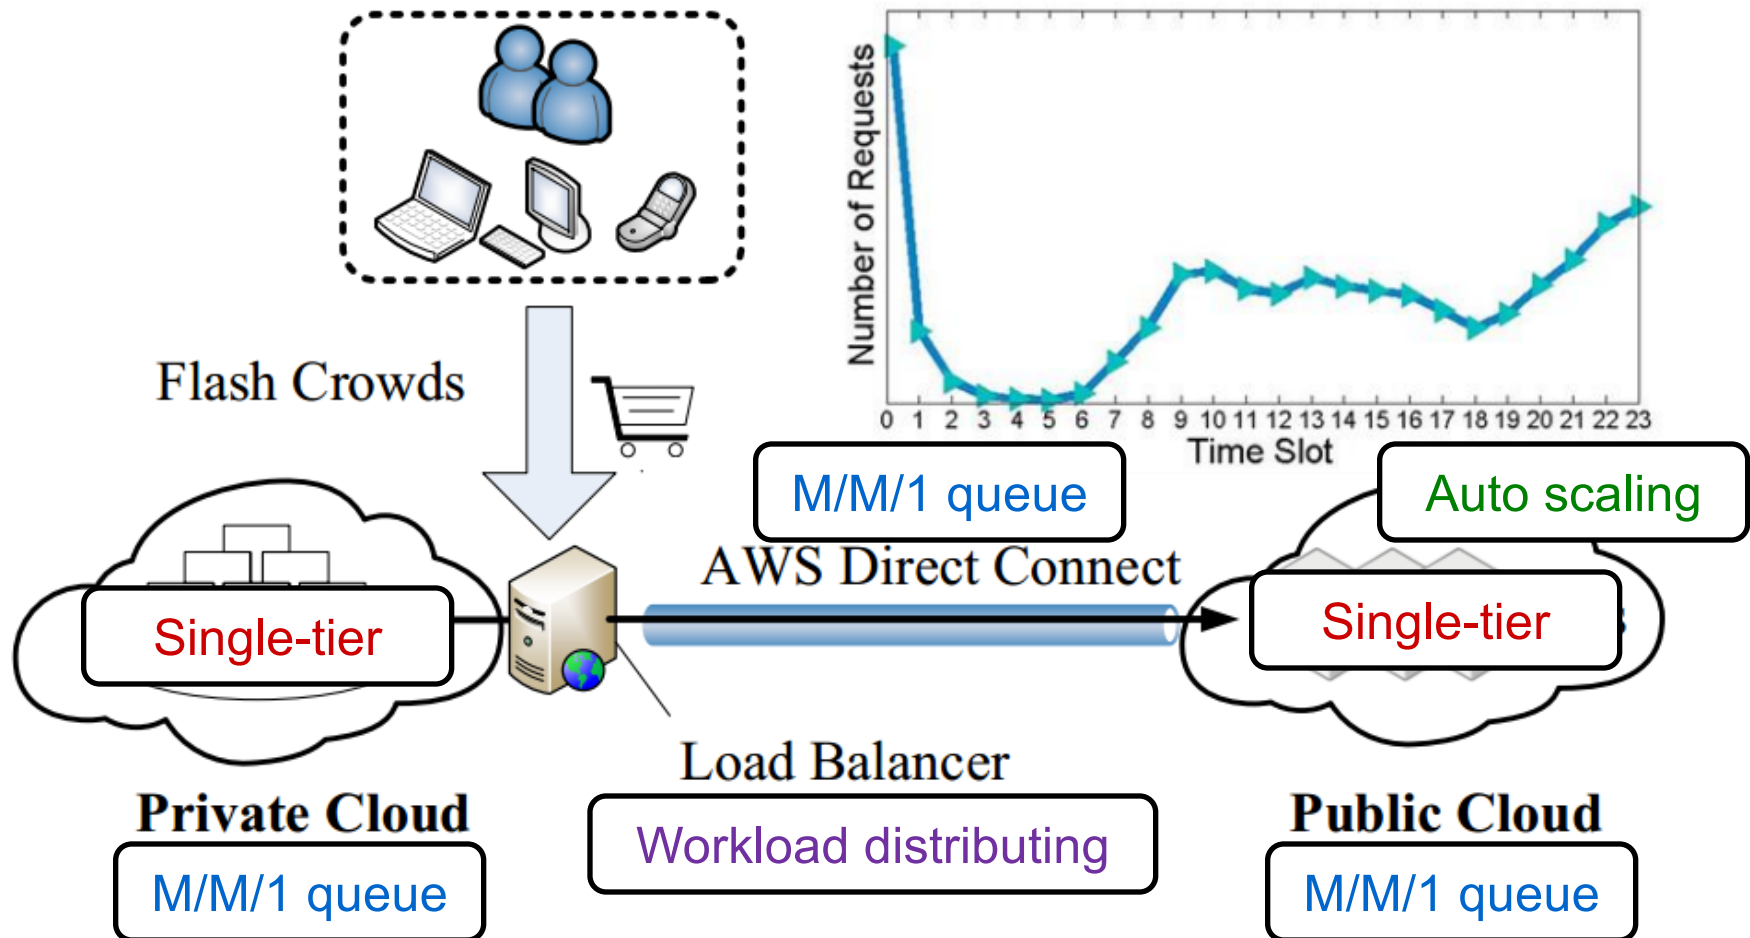 Number of Requests
0 1 2 3 4 5 6 7 8 9 10 11 12 13 14 15 16 17 18 19 20 21 22 23
Time Slot
Flash Crowds
M/M/1 queue
Auto scaling
AWS Direct Connect
Single-tier
Single-tier
Load Balancer
Private Cloud
Workload distributing
Public Cloud
M/M/1 queue
M/M/1 queue